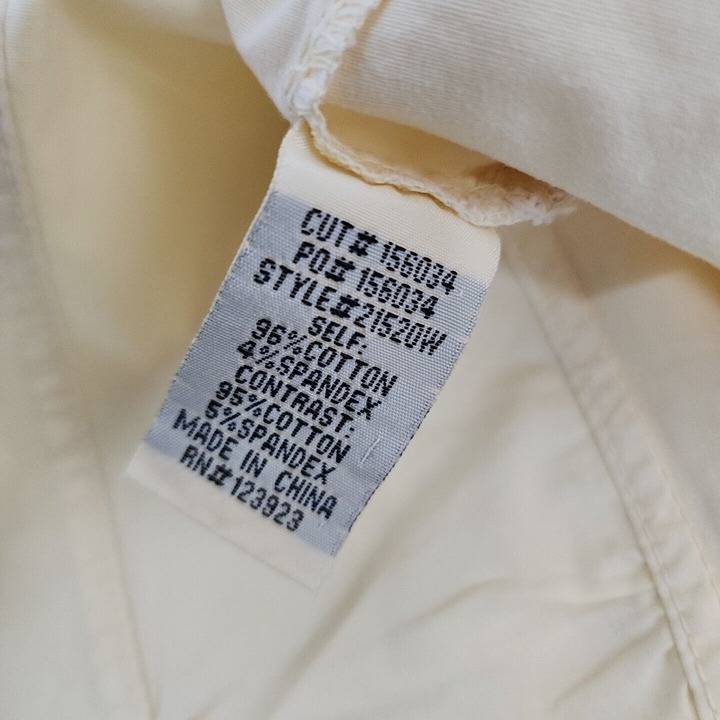 CUT# 156034
PO# 156034
STYLE#21520W
SELF:
96%COTTON
4%SPANDEX
CONTRAST:
95%COTTON
5%SPANDEX
MADE IN CHINA
RN#123923